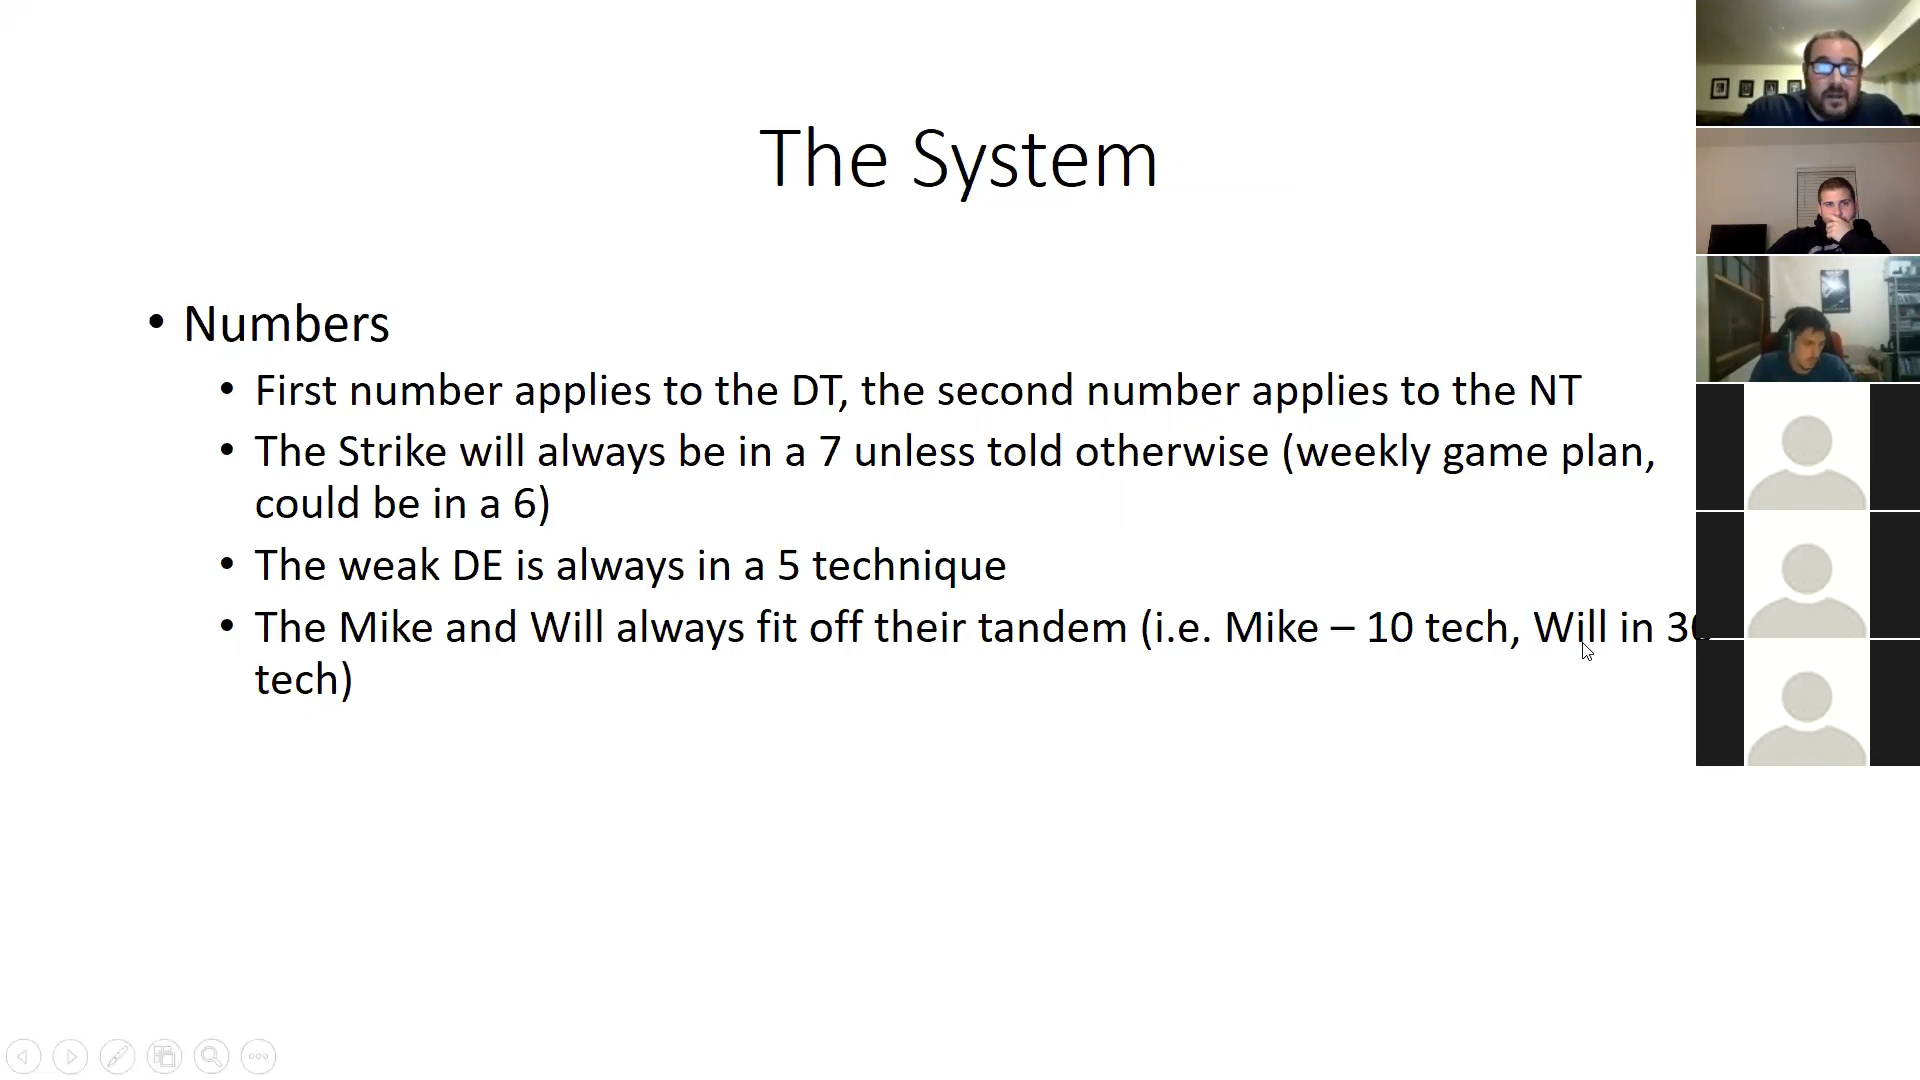 The System
• Numbers
• First number applies to the DT, the second number applies to the NT
• The Strike will always be in a 7 unless told otherwise (weekly game plan,
could be in a 6)
• The weak DE is always in a 5 technique
• The Mike and Will always fit off their tandem (i.e. Mike – 10 tech, Will in
tech)